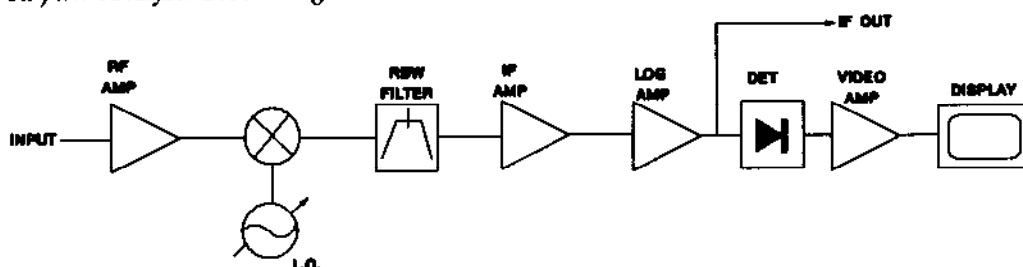 IF OUT
RF
AMP
RBW
FILTER
IF
AMP
LOG
AMP
DET
VIDEO
AMP
DISPLAY
INPUT
L.O.